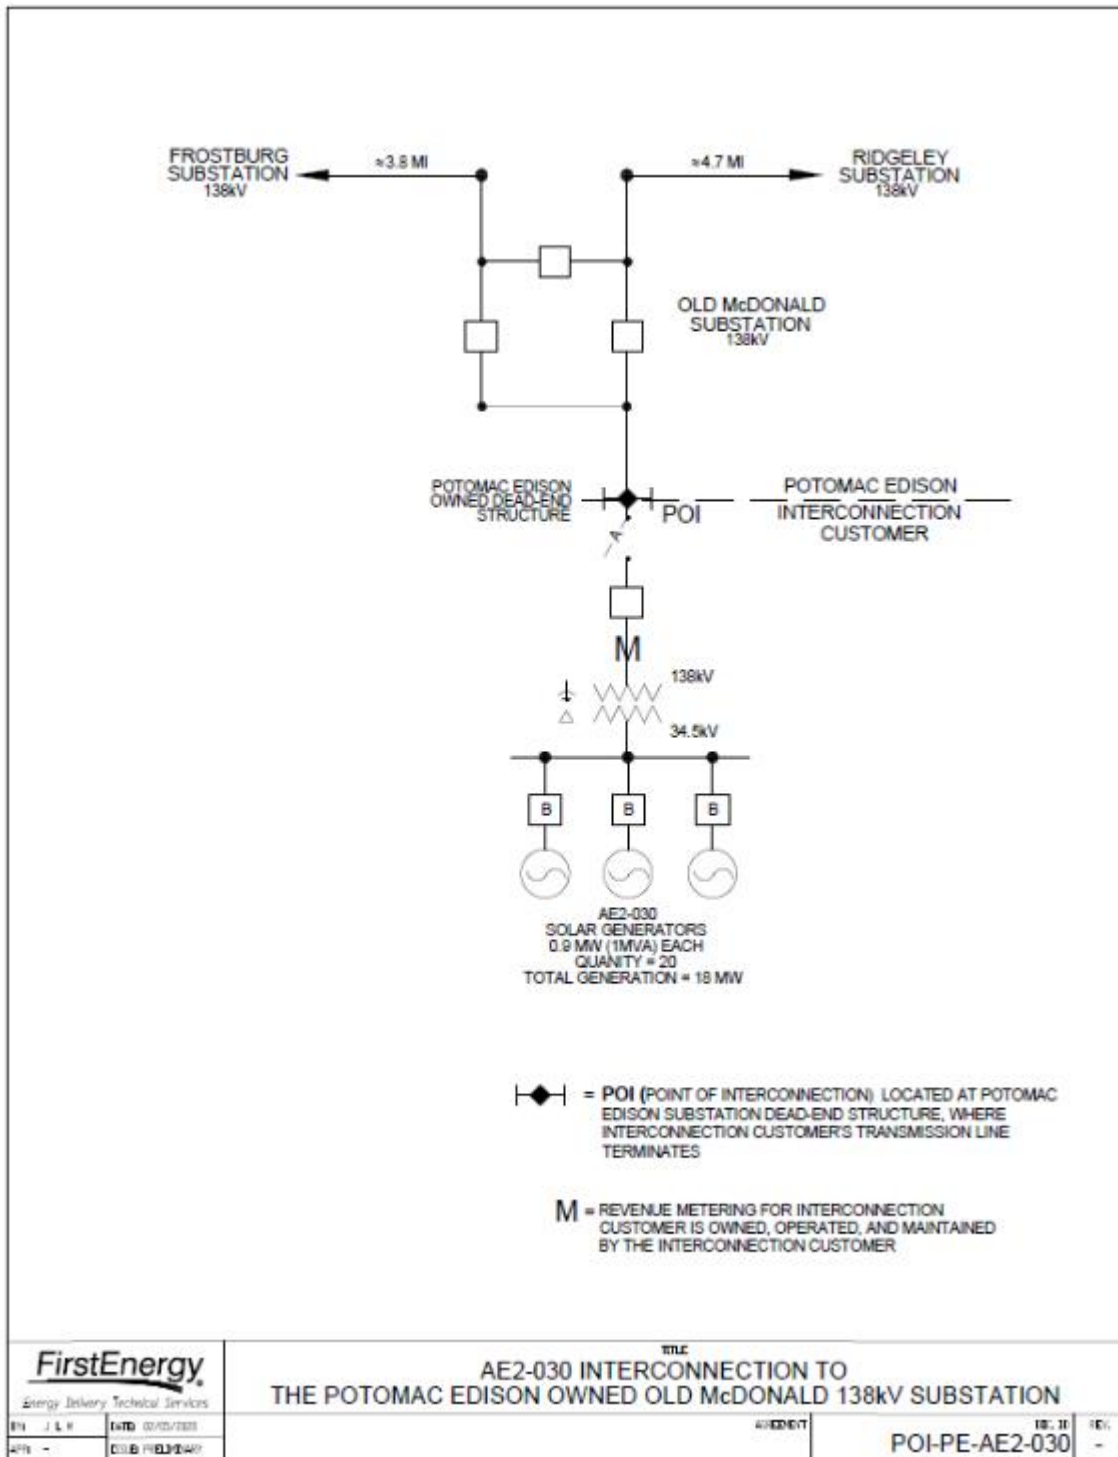 FROSTBURG
SUBSTATION
138kV
≈3.8 MI
≈4.7 MI
RIDGELEY
SUBSTATION
138kV
OLD McDONALD
SUBSTATION
138kV
POTOMAC EDISON
OWNED DEAD-END
STRUCTURE
POI
POTOMAC EDISON
INTERCONNECTION
CUSTOMER
A
M
138kV
34.5kV
B B B
AE2-030
SOLAR GENERATORS
0.9 MW (1MVA) EACH
QUANITY = 20
TOTAL GENERATION = 18 MW
= POI (POINT OF INTERCONNECTION) LOCATED AT POTOMAC
EDISON SUBSTATION DEAD-END STRUCTURE, WHERE
INTERCONNECTION CUSTOMER'S TRANSMISSION LINE
TERMINATES
M = REVENUE METERING FOR INTERCONNECTION
CUSTOMER IS OWNED, OPERATED, AND MAINTAINED
BY THE INTERCONNECTION CUSTOMER
FirstEnergy
Energy Delivery Technical Services
TITLE
AE2-030 INTERCONNECTION TO
THE POTOMAC EDISON OWNED OLD McDONALD 138kV SUBSTATION
DATE:
ISSUE: PRELIMINARY
AGREEMENT
POI-PE-AE2-030
REV.
-